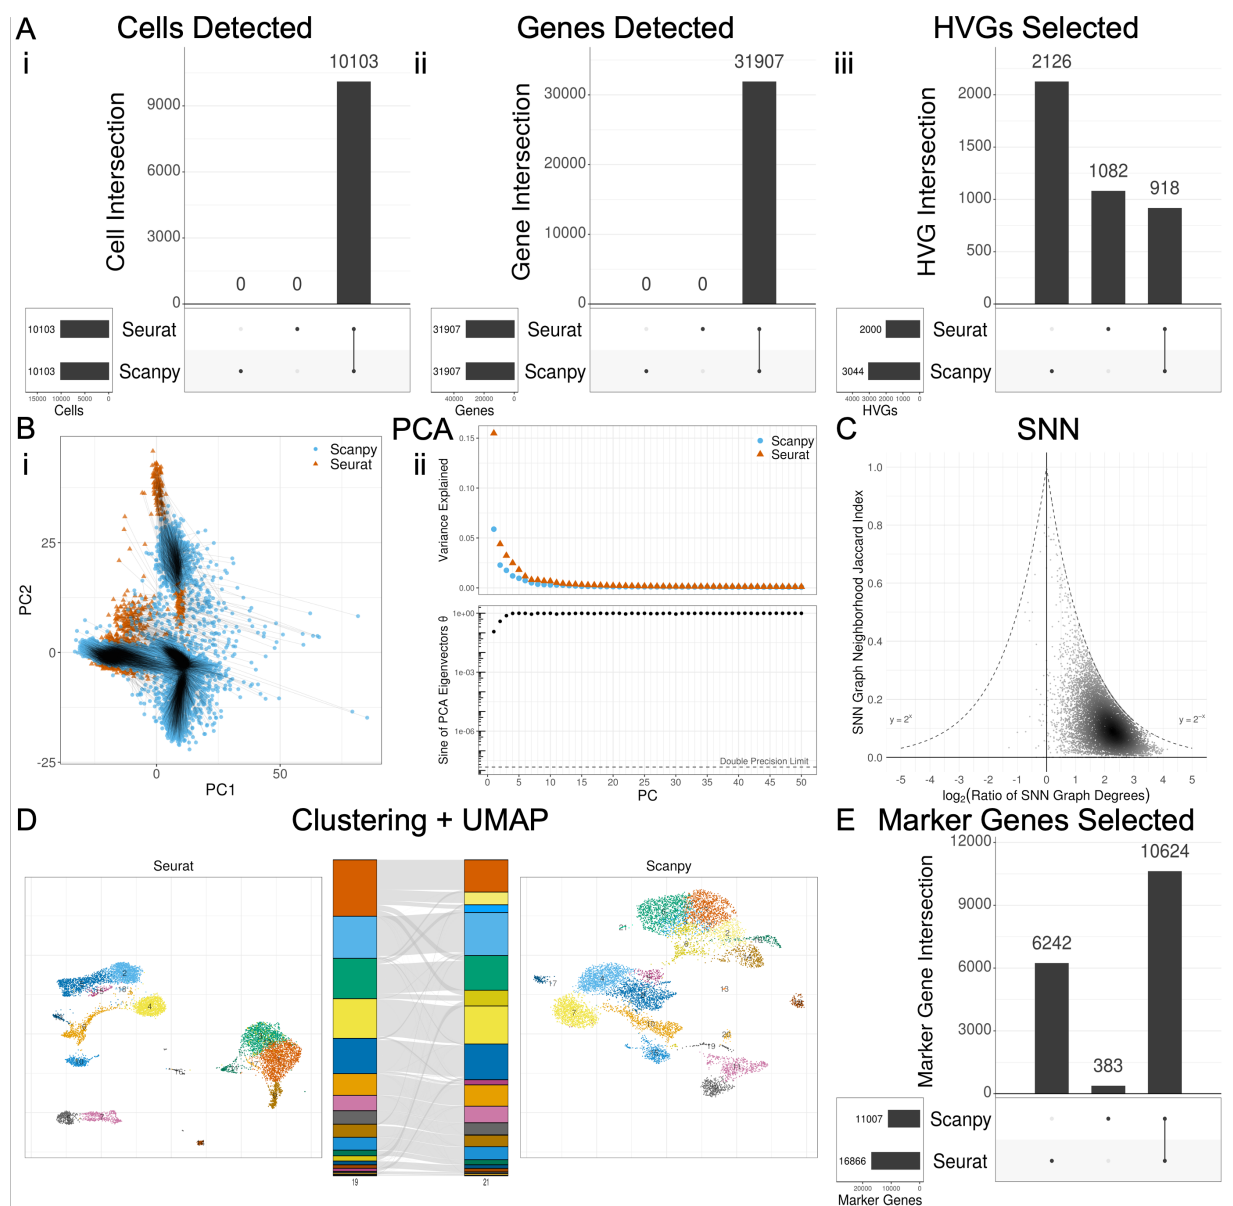 A
Cells Detected
Genes Detected
HVGs Selected
i
ii
iii
Cell Intersection
9000
6000
3000
0
10103
0
0
Seurat
Scanpy
10103
10103
15000 10000 5000 0
Cells
Gene Intersection
30000
20000
10000
0
31907
0
0
Seurat
Scanpy
31907
31907
20000 0
Genes
HVG Intersection
2000
1500
1000
500
0
2126
1082
918
Seurat
Scanpy
2000
3044
4000 3000 2000 1000 0
HVGs
B
PCA
C
SNN
i
Scanpy
Seurat
PC2
25
0
-25
0 50
PC1
ii
Scanpy
Seurat
Variance Explained
0.15
0.10
0.05
0.00
Sine of PCA Eigenvectors θ
1e+00
1e-03
1e-06
Double Precision Limit
0 5 10 15 20 25 30 35 40 45 50
PC
SNN Graph Neighborhood Jaccard Index
1.0
0.8
0.6
0.4
0.2
0.0
y = 2^x
y = 2^-x
-5 -4 -3 -2 -1 0 1 2 3 4 5
log2(Ratio of SNN Graph Degrees)
D
Clustering + UMAP
E
Marker Genes Selected
Seurat
Scanpy
2
4
19
21
21
2
17
7
16
20
19
Marker Gene Intersection
12000
9000
6000
3000
0
6242
383
10624
Scanpy
Seurat
11007
16866
20000 10000 0
Marker Genes